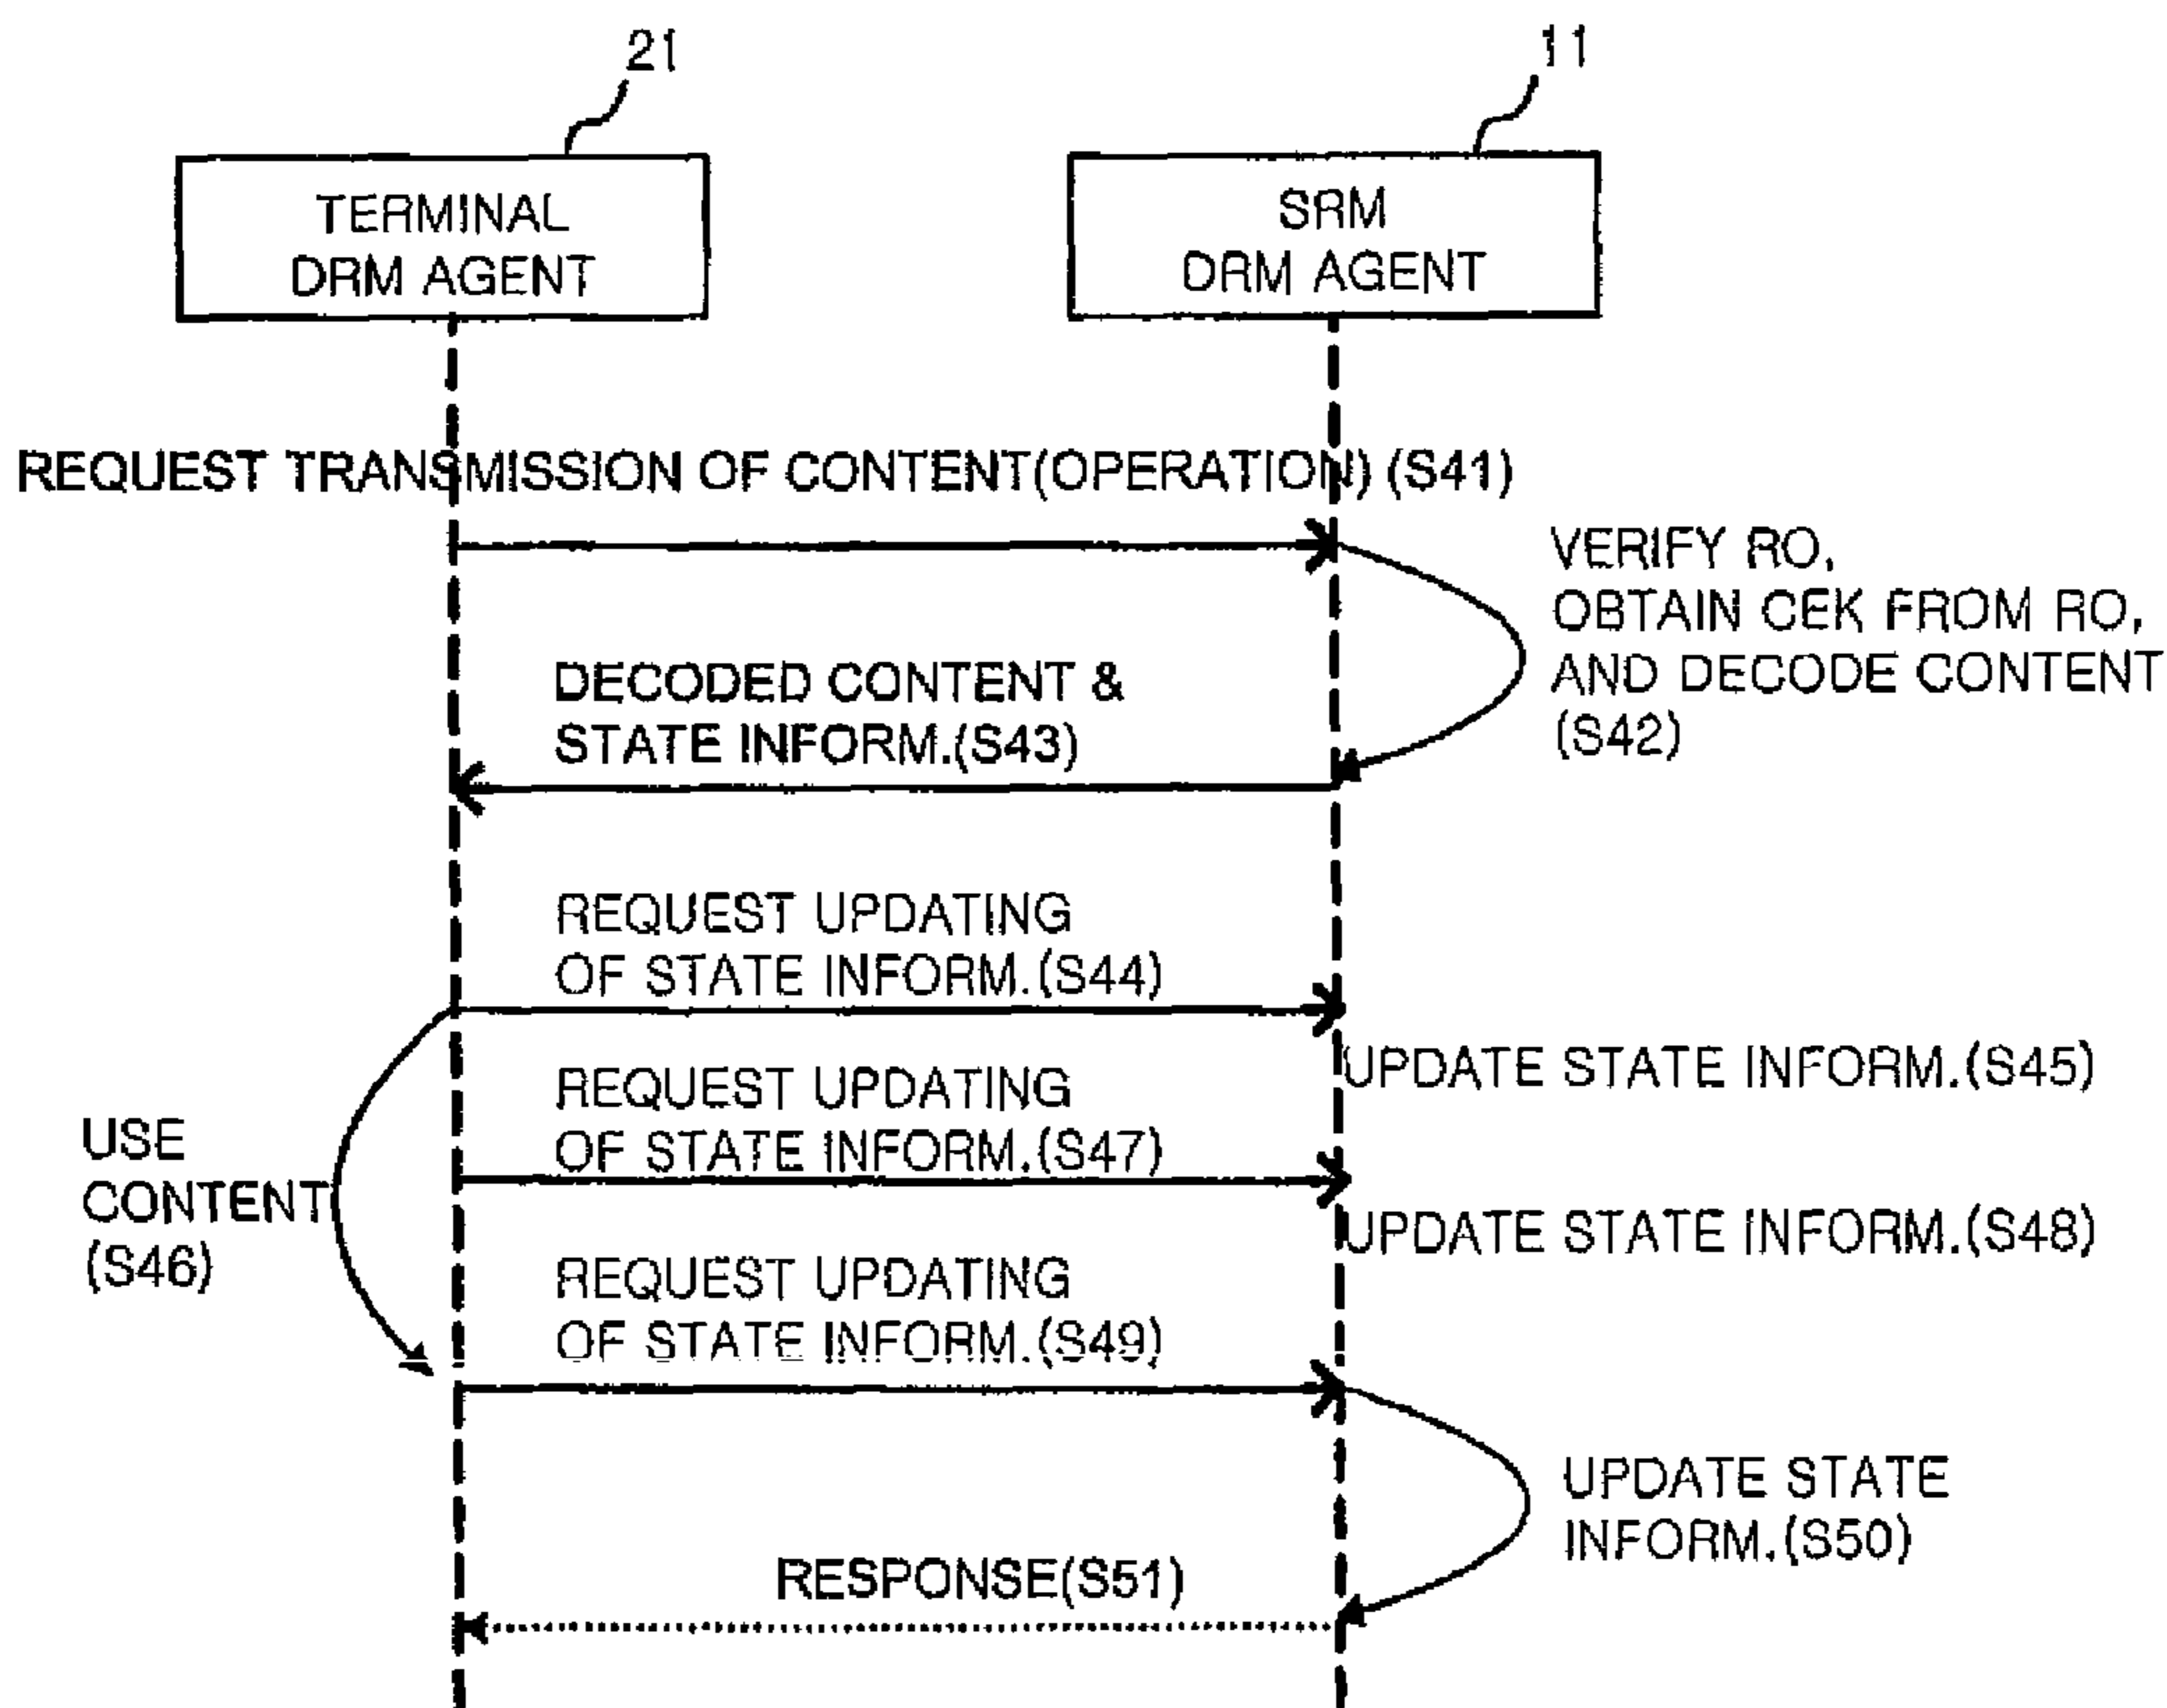 21
11
TERMINAL
DRM AGENT
SRM
DRM AGENT
REQUEST TRANSMISSION OF CONTENT(OPERATION) (S41)
VERIFY RO,
OBTAIN CEK FROM RO,
AND DECODE CONTENT
(S42)
DECODED CONTENT &
STATE INFORM.(S43)
REQUEST UPDATING
OF STATE INFORM.(S44)
UPDATE STATE INFORM.(S45)
REQUEST UPDATING
OF STATE INFORM.(S47)
USE
CONTENT
(S46)
UPDATE STATE INFORM.(S48)
REQUEST UPDATING
OF STATE INFORM.(S49)
UPDATE STATE
INFORM.(S50)
RESPONSE(S51)